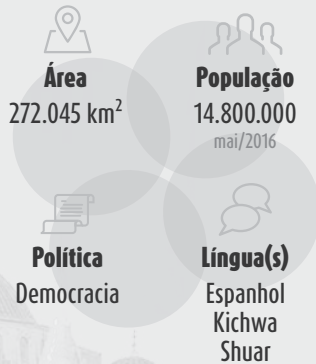 Área
272.045 km²
População
14.800.000
mai/2016
Política
Democracia
Língua(s)
Espanhol
Kichwa
Shuar